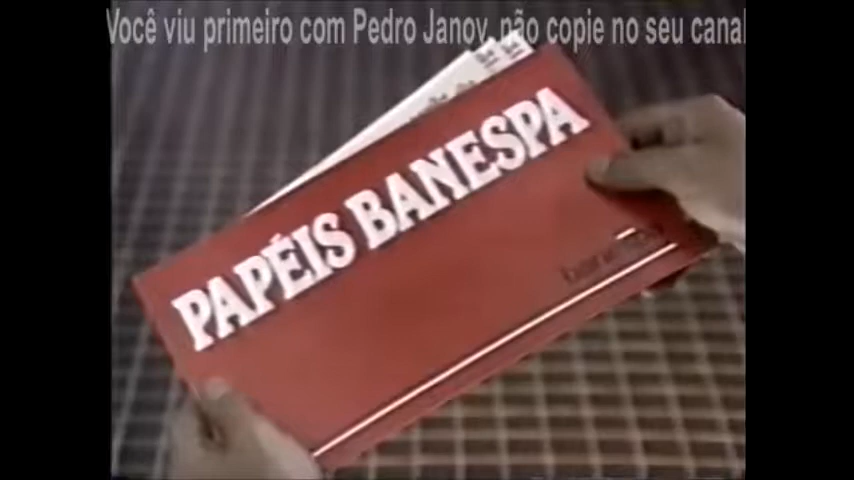 Você viu primeiro com Pedro Janov, não copie no seu canal
PAPÉIS BANESPA